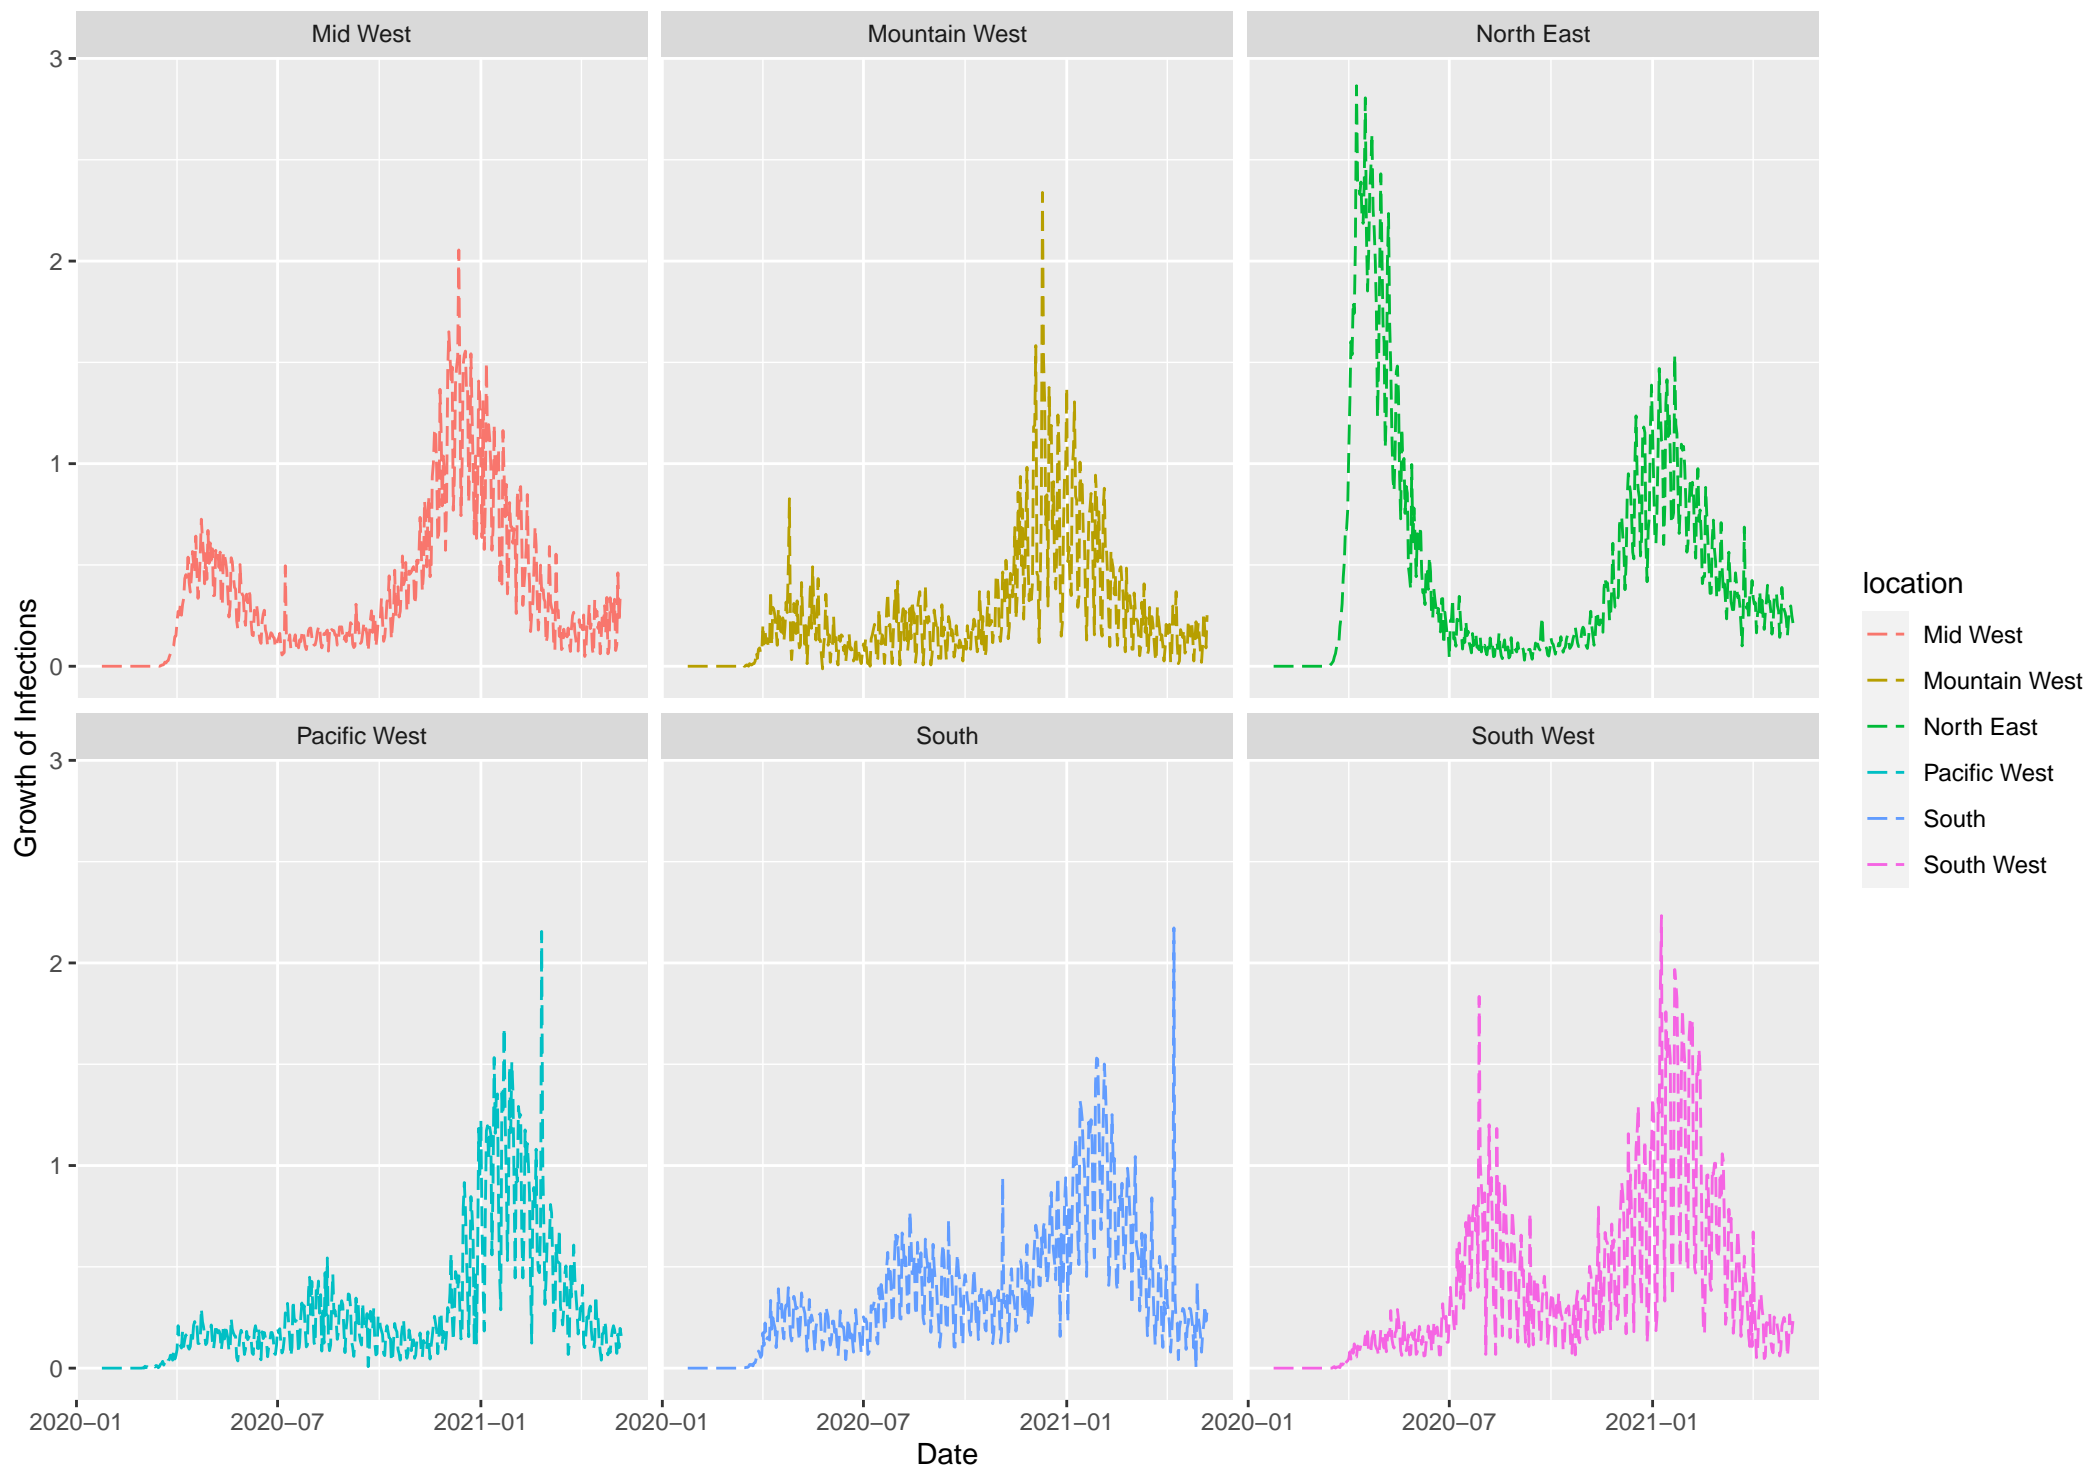 Mid West
Mountain West
North East
3
2
1
0
Pacific West
South
South West
3
2
1
0
2020–01
2020–07
2021–01
2020–01
2020–07
2021–01
2020–01
2020–07
2021–01
Date
Growth of Infections
location
Mid West
Mountain West
North East
Pacific West
South
South West